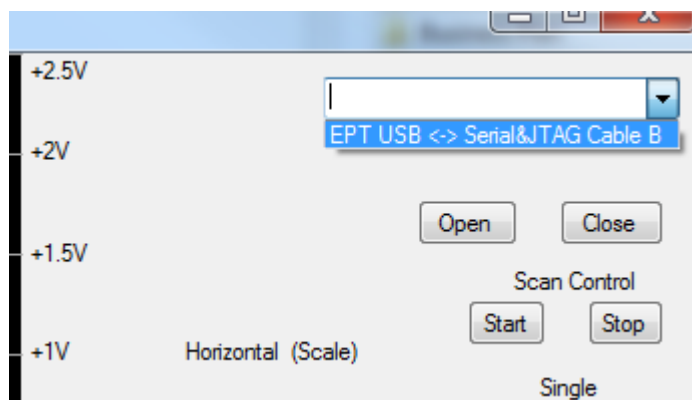 +2.5V
EPT USB <-> Serial&JTAG Cable B
+2V
Open Close
+1.5V
Scan Control
Start Stop
+1V Horizontal (Scale)
Single